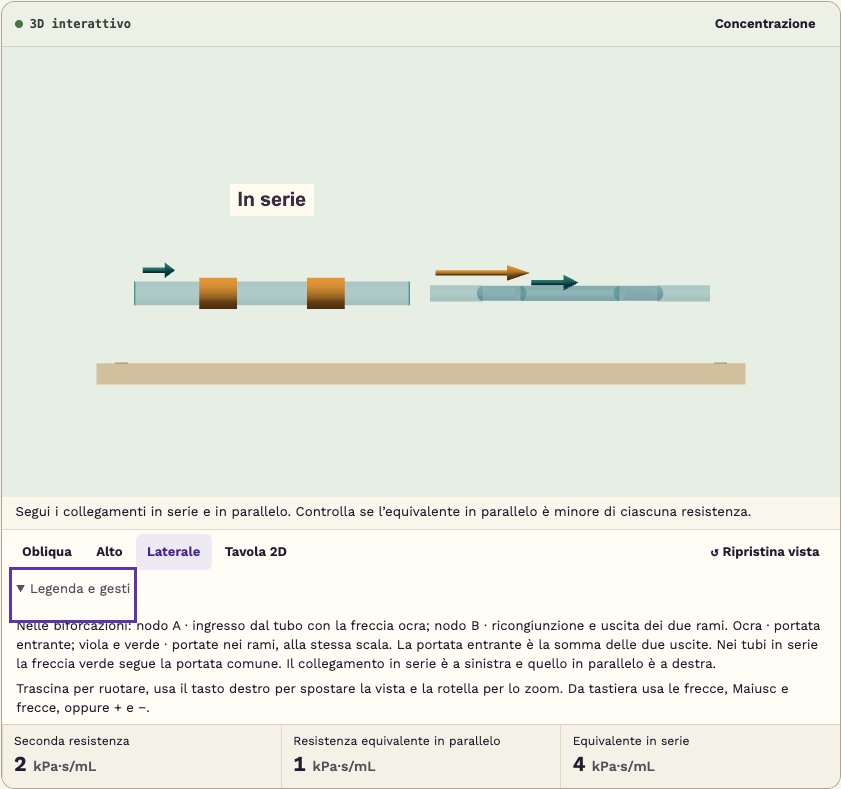 3D interattivo
Concentrazione
In serie
Segui i collegamenti in serie e in parallelo. Controlla se l’equivalente in parallelo è minore di ciascuna resistenza.
Obliqua
Alto
Laterale
Tavola 2D
↺ Ripristina vista
▼ Legenda e gesti
Nelle biforcazioni: nodo A · ingresso dal tubo con la freccia ocra; nodo B · ricongiunzione e uscita dei due rami. Ocra · portata
entrante; viola e verde · portate nei rami, alla stessa scala. La portata entrante è la somma delle due uscite. Nei tubi in serie
la freccia verde segue la portata comune. Il collegamento in serie è a sinistra e quello in parallelo è a destra.
Trascina per ruotare, usa il tasto destro per spostare la vista e la rotella per lo zoom. Da tastiera usa le frecce, Maiusc e
frecce, oppure + e −.
Seconda resistenza
2 kPa·s/mL
Resistenza equivalente in parallelo
1 kPa·s/mL
Equivalente in serie
4 kPa·s/mL